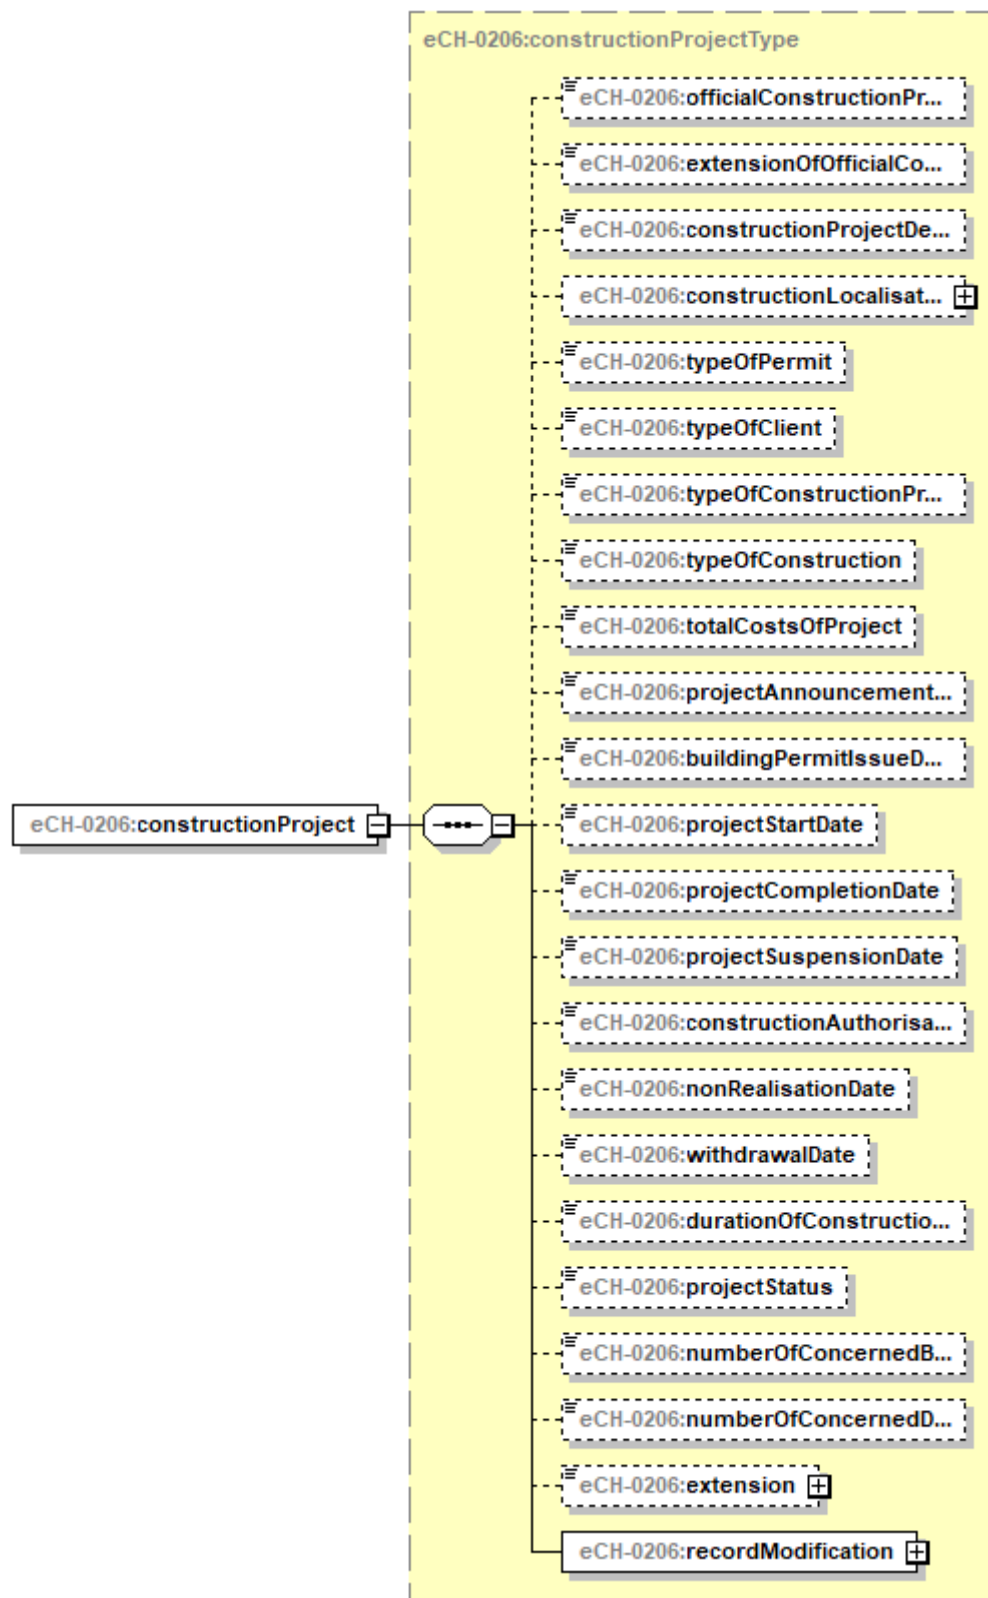 eCH-0206:constructionProjectType
eCH-0206:officialConstructionPr...
eCH-0206:extensionOfOfficialCo...
eCH-0206:constructionProjectDe...
eCH-0206:constructionLocalisat...
eCH-0206:typeOfPermit
eCH-0206:typeOfClient
eCH-0206:typeOfConstructionPr...
eCH-0206:typeOfConstruction
eCH-0206:totalCostsOfProject
eCH-0206:projectAnnouncement...
eCH-0206:buildingPermitIssueD...
eCH-0206:constructionProject
eCH-0206:projectStartDate
eCH-0206:projectCompletionDate
eCH-0206:projectSuspensionDate
eCH-0206:constructionAuthorisa...
eCH-0206:nonRealisationDate
eCH-0206:withdrawalDate
eCH-0206:durationOfConstructio...
eCH-0206:projectStatus
eCH-0206:numberOfConcernedB...
eCH-0206:numberOfConcernedD...
eCH-0206:extension
eCH-0206:recordModification